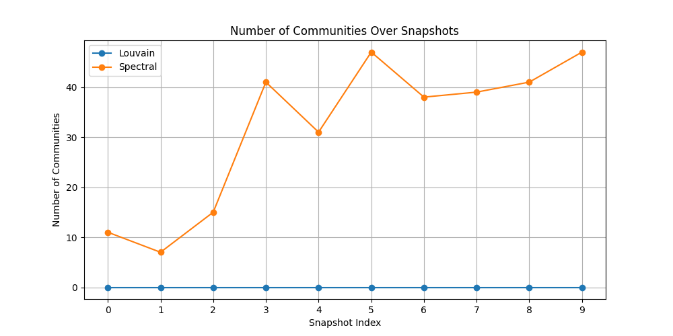 Number of Communities Over Snapshots
Louvain
Spectral
Number of Communities
40
30
20
10
0
0 1 2 3 4 5 6 7 8 9
Snapshot Index